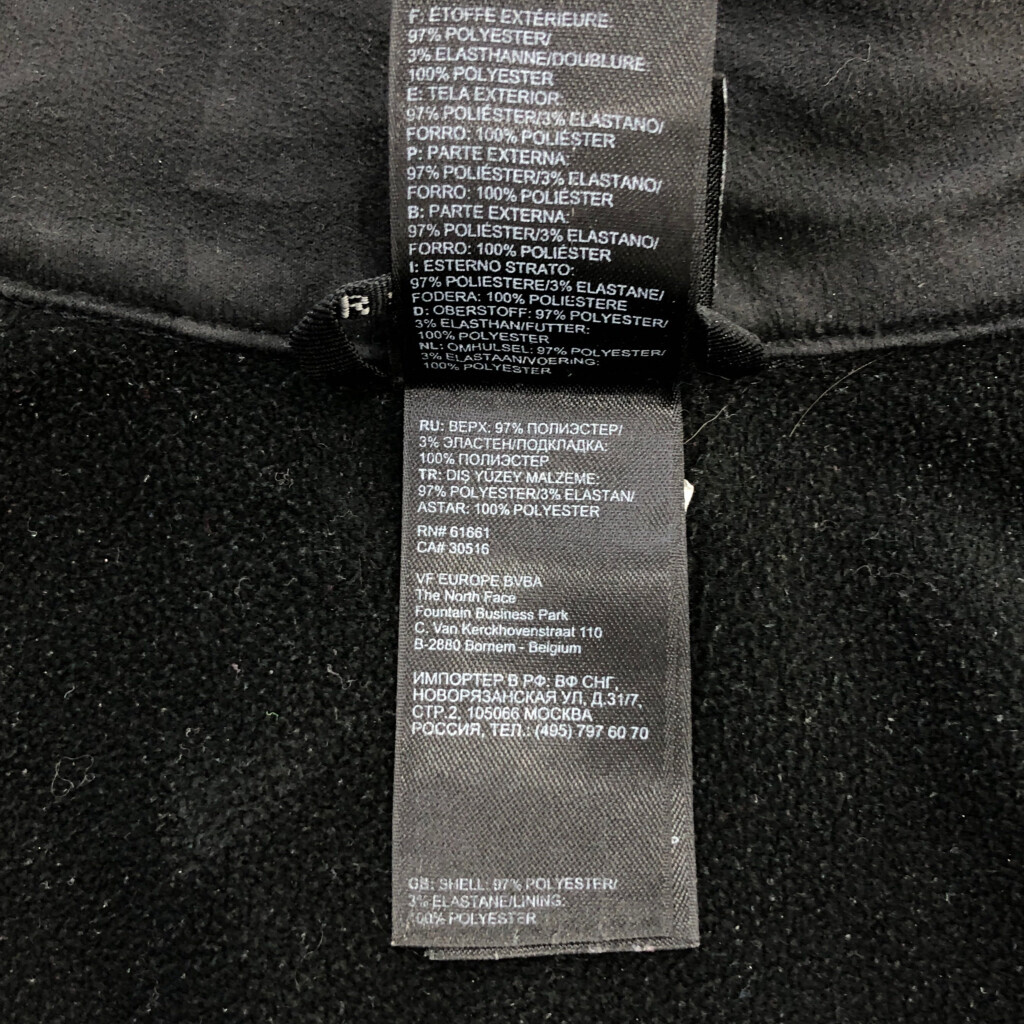 F: ÉTOFFE EXTÉRIEURE:
97% POLYESTER/
3% ELASTHANNE/DOUBLURE
100% POLYESTER
E: TELA EXTERIOR:
97% POLIÉSTER/3% ELASTANO/
FORRO: 100% POLIÉSTER
P: PARTE EXTERNA:
97% POLIÉSTER/3% ELASTANO/
FORRO: 100% POLIÉSTER
B: PARTE EXTERNA:
97% POLIÉSTER/3% ELASTANO/
FORRO: 100% POLIÉSTER
I: ESTERNO STRATO:
97% POLIESTERE/3% ELASTANE/
FODERA: 100% POLIESTERE
D: OBERSTOFF: 97% POLYESTER/
3% ELASTHAN/FUTTER:
100% POLYESTER
NL: OMHULSEL: 97% POLYESTER/
3% ELASTAAN/VOERING:
100% POLYESTER
RU: ВЕРХ: 97% ПОЛИЭСТЕР/
3% ЭЛАСТЕН/ПОДКЛАДКА:
100% ПОЛИЭСТЕР
TR: DIŞ YÜZEY MALZEME:
97% POLYESTER/3% ELASTAN/
ASTAR: 100% POLYESTER
RN# 61661
CA# 30516
VF EUROPE BVBA
The North Face
Fountain Business Park
C. Van Kerckhovenstraat 110
B-2880 Bornem - Belgium
ИМПОРТЕР В РФ: ВФ СНГ,
НОВОРЯЗАНСКАЯ УЛ, Д.31/7,
СТР.2, 105066 МОСКВА
РОССИЯ, ТЕЛ.: (495) 797 60 70
GB: SHELL: 97% POLYESTER/
3% ELASTANE/LINING:
100% POLYESTER